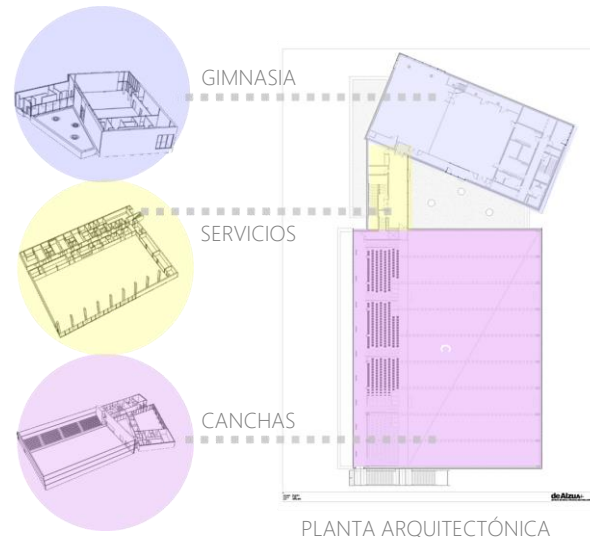 GIMNASIA
SERVICIOS
CANCHAS
deAlzua+
PLANTA ARQUITECTÓNICA